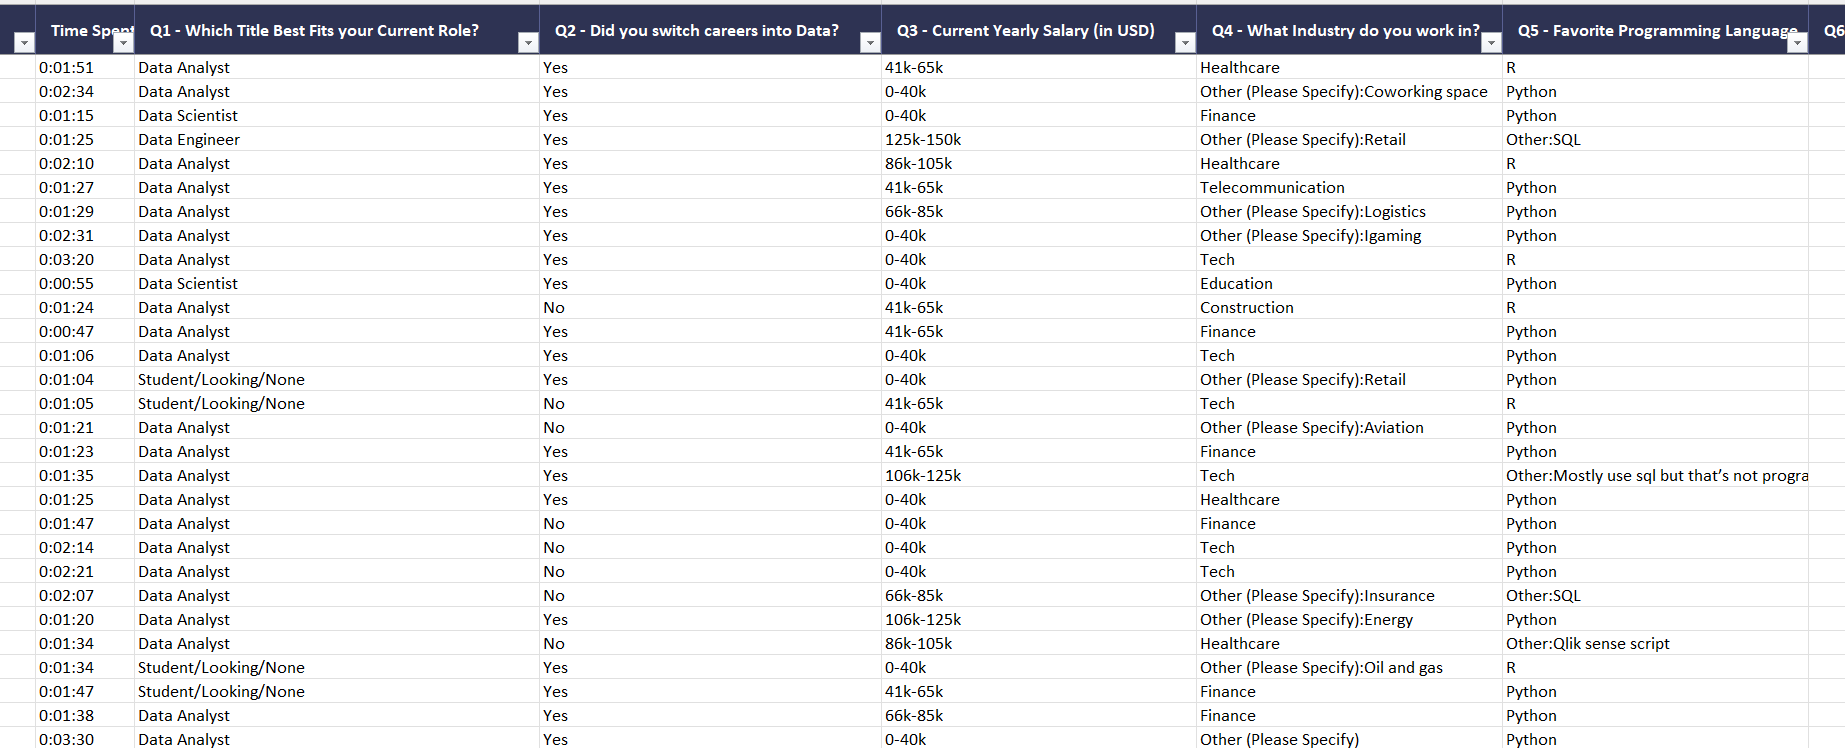 Time Spent Q1 - Which Title Best Fits your Current Role? Q2 - Did you switch careers into Data? Q3 - Current Yearly Salary (in USD) Q4 - What Industry do you work in? Q5 - Favorite Programming Language Q6
0:01:51 Data Analyst Yes 41k-65k Healthcare R
0:02:34 Data Analyst Yes 0-40k Other (Please Specify):Coworking space Python
0:01:15 Data Scientist Yes 0-40k Finance Python
0:01:25 Data Engineer Yes 125k-150k Other (Please Specify):Retail Other:SQL
0:02:10 Data Analyst Yes 86k-105k Healthcare R
0:01:27 Data Analyst Yes 41k-65k Telecommunication Python
0:01:29 Data Analyst Yes 66k-85k Other (Please Specify):Logistics Python
0:02:31 Data Analyst Yes 0-40k Other (Please Specify):Igaming Python
0:03:20 Data Analyst Yes 0-40k Tech R
0:00:55 Data Scientist Yes 0-40k Education Python
0:01:24 Data Analyst No 41k-65k Construction R
0:00:47 Data Analyst Yes 41k-65k Finance Python
0:01:06 Data Analyst Yes 0-40k Tech Python
0:01:04 Student/Looking/None Yes 0-40k Other (Please Specify):Retail Python
0:01:05 Student/Looking/None No 41k-65k Tech R
0:01:21 Data Analyst No 0-40k Other (Please Specify):Aviation Python
0:01:23 Data Analyst Yes 41k-65k Finance Python
0:01:35 Data Analyst Yes 106k-125k Tech Other:Mostly use sql but that’s not progra
0:01:25 Data Analyst Yes 0-40k Healthcare Python
0:01:47 Data Analyst No 0-40k Finance Python
0:02:14 Data Analyst No 0-40k Tech Python
0:02:21 Data Analyst No 0-40k Tech Python
0:02:07 Data Analyst No 66k-85k Other (Please Specify):Insurance Other:SQL
0:01:20 Data Analyst Yes 106k-125k Other (Please Specify):Energy Python
0:01:34 Data Analyst No 86k-105k Healthcare Other:Qlik sense script
0:01:34 Student/Looking/None Yes 0-40k Other (Please Specify):Oil and gas R
0:01:47 Student/Looking/None Yes 41k-65k Finance Python
0:01:38 Data Analyst Yes 66k-85k Finance Python
0:03:30 Data Analyst Yes 0-40k Other (Please Specify) Python